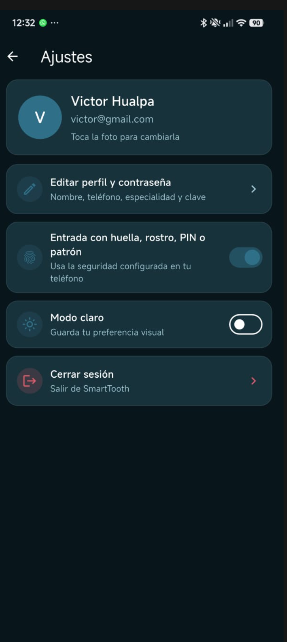 12:32
90
Ajustes
V
Victor Hualpa
victor@gmail.com
Toca la foto para cambiarla
Editar perfil y contraseña
Nombre, teléfono, especialidad y clave
Entrada con huella, rostro, PIN o
patrón
Usa la seguridad configurada en tu
teléfono
Modo claro
Guarda tu preferencia visual
Cerrar sesión
Salir de SmartTooth